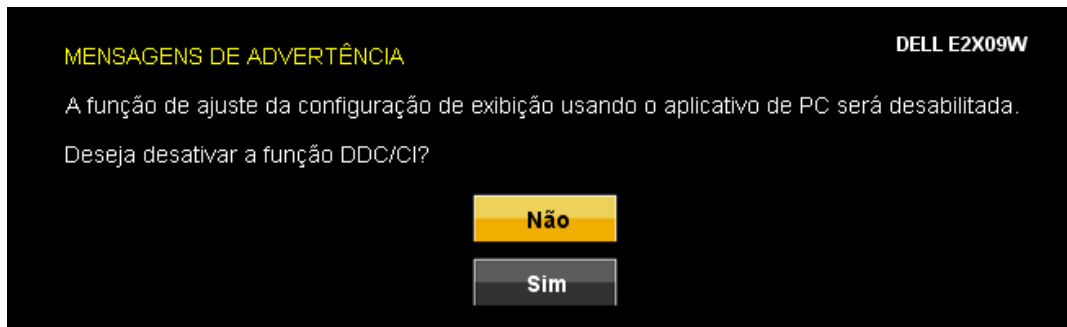 DELL E2X09W
MENSAGENS DE ADVERTÊNCIA
A função de ajuste da configuração de exibição usando o aplicativo de PC será desabilitada.
Deseja desativar a função DDC/CI?
Não
Sim